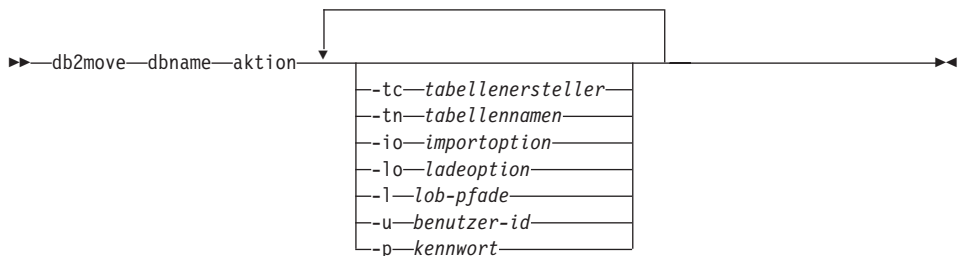 db2move dbname aktion
-tc tabellenersteller
-tn tabellennamen
-io importoption
-lo ladeoption
-l lob-pfade
-u benutzer-id
-p kennwort